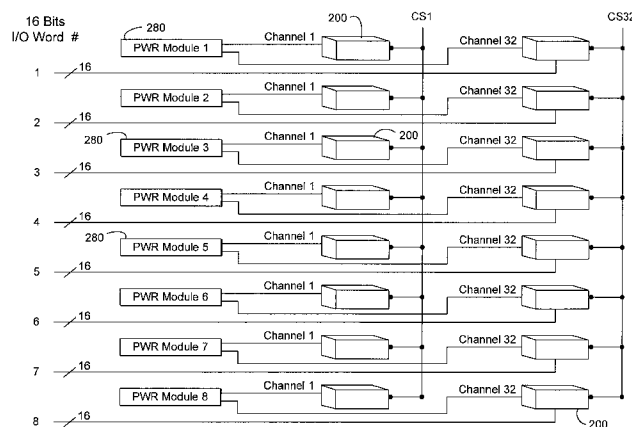 16 Bits
I/O Word #
280
200
CS1
CS32
PWR Module 1
Channel 1
Channel 32
1
16
PWR Module 2
Channel 1
Channel 32
2
16
280
200
PWR Module 3
Channel 1
Channel 32
3
16
PWR Module 4
Channel 1
Channel 32
4
16
280
PWR Module 5
Channel 1
Channel 32
5
16
PWR Module 6
Channel 1
Channel 32
6
16
PWR Module 7
Channel 1
Channel 32
7
16
PWR Module 8
Channel 1
Channel 32
8
16
200